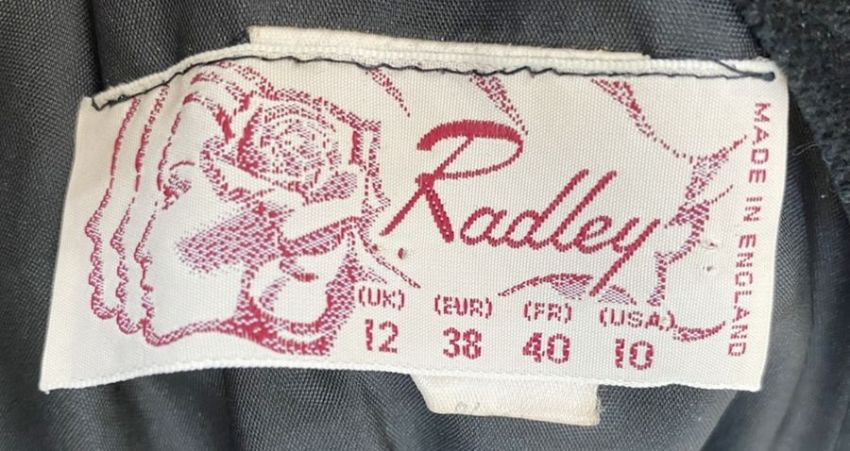 Radley
(UK) (EUR) (FR) (USA)
12 38 40 10
MADE IN ENGLAND